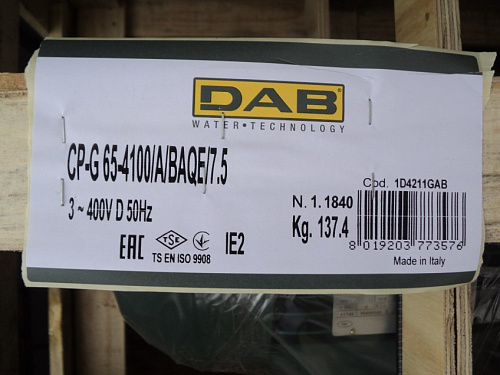 DAB
WATER • TECHNOLOGY
CP-G 65-4100/A/BAQE/7.5
3 ~ 400V D 50Hz
Cod. 1D4211GAB
N. 1. 1840
Kg. 137.4
8 019203 773576
Made in Italy
EAC TSE IE2
TS EN ISO 9908